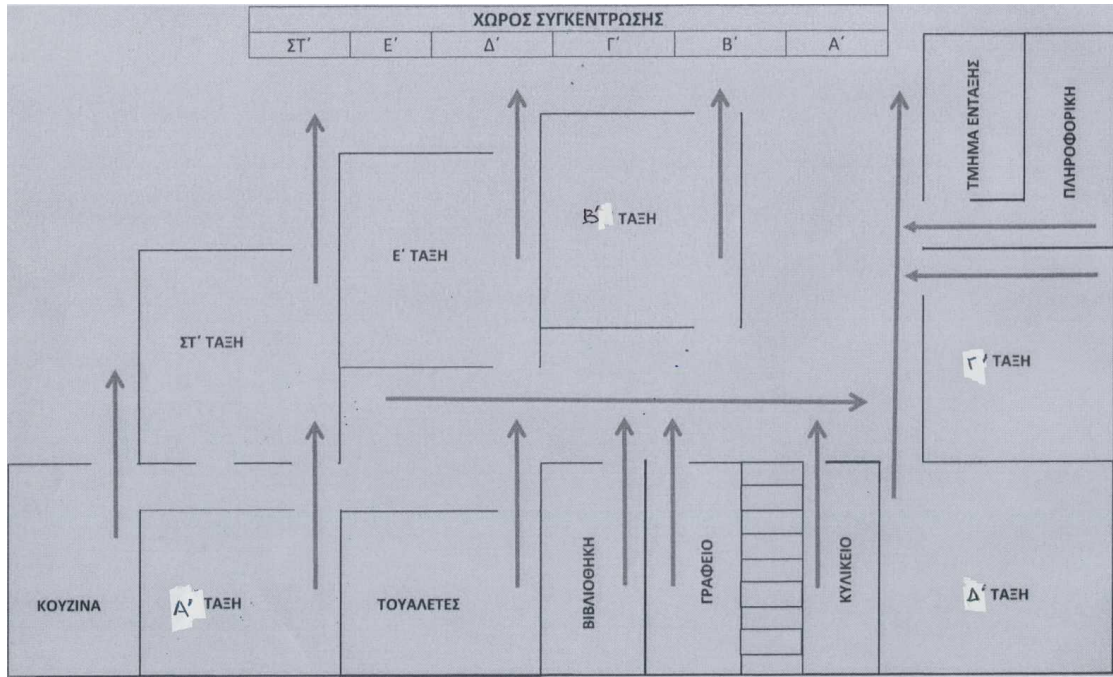 ΧΩΡΟΣ ΣΥΓΚΕΝΤΡΩΣΗΣ
ΣΤ΄ Ε΄ Δ΄ Γ΄ Β΄ Α΄
ΤΜΗΜΑ ΕΝΤΑΞΗΣ
ΠΛΗΡΟΦΟΡΙΚΗ
Β΄ ΤΑΞΗ
Ε΄ ΤΑΞΗ
ΣΤ΄ ΤΑΞΗ
Γ΄ ΤΑΞΗ
ΚΟΥΖΙΝΑ
Α΄ ΤΑΞΗ
ΤΟΥΑΛΕΤΕΣ
ΒΙΒΛΙΟΘΗΚΗ
ΓΡΑΦΕΙΟ
ΚΥΛΙΚΕΙΟ
Δ΄ ΤΑΞΗ